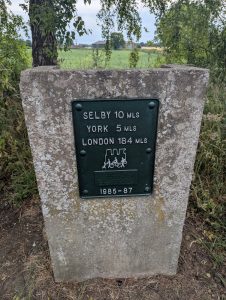 SELBY 10 MLS
YORK 5 MLS
LONDON 184 MLS
1985-87